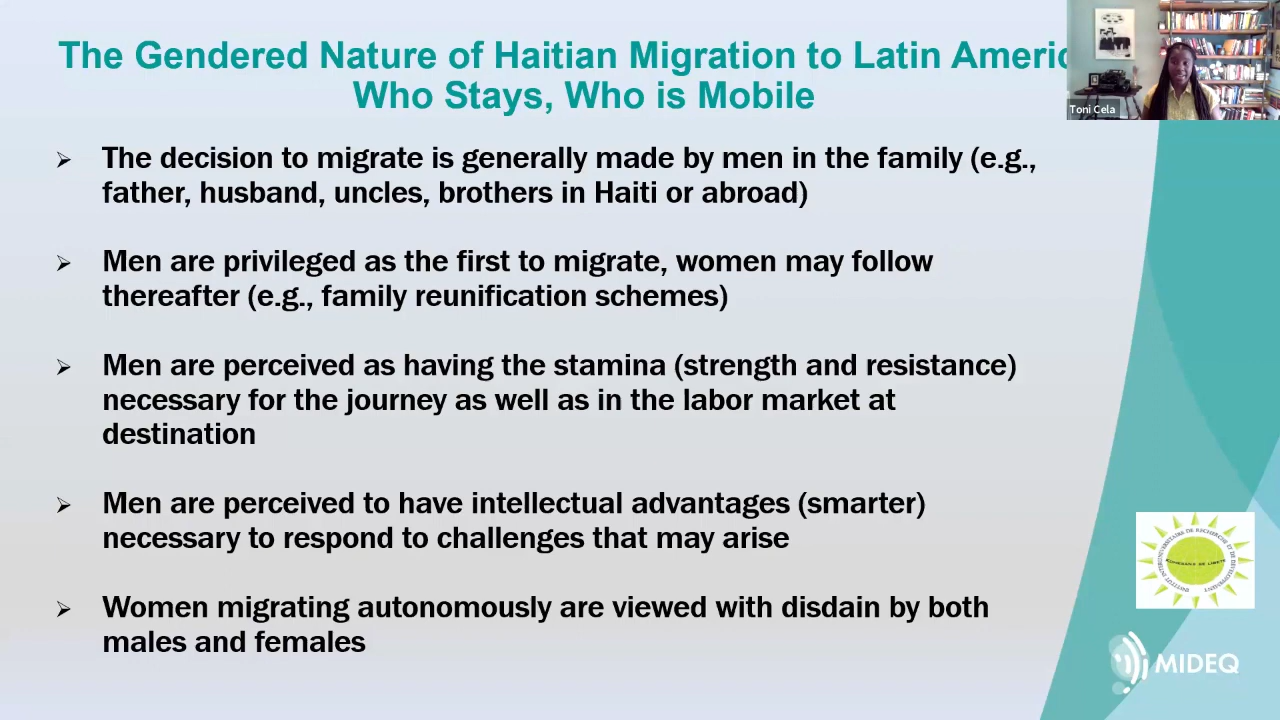 The Gendered Nature of Haitian Migration to Latin Americ
Who Stays, Who is Mobile
Toni Cela
The decision to migrate is generally made by men in the family (e.g.,
father, husband, uncles, brothers in Haiti or abroad)
Men are privileged as the first to migrate, women may follow
thereafter (e.g., family reunification schemes)
Men are perceived as having the stamina (strength and resistance)
necessary for the journey as well as in the labor market at
destination
Men are perceived to have intellectual advantages (smarter)
necessary to respond to challenges that may arise
Women migrating autonomously are viewed with disdain by both
males and females
MIDEQ